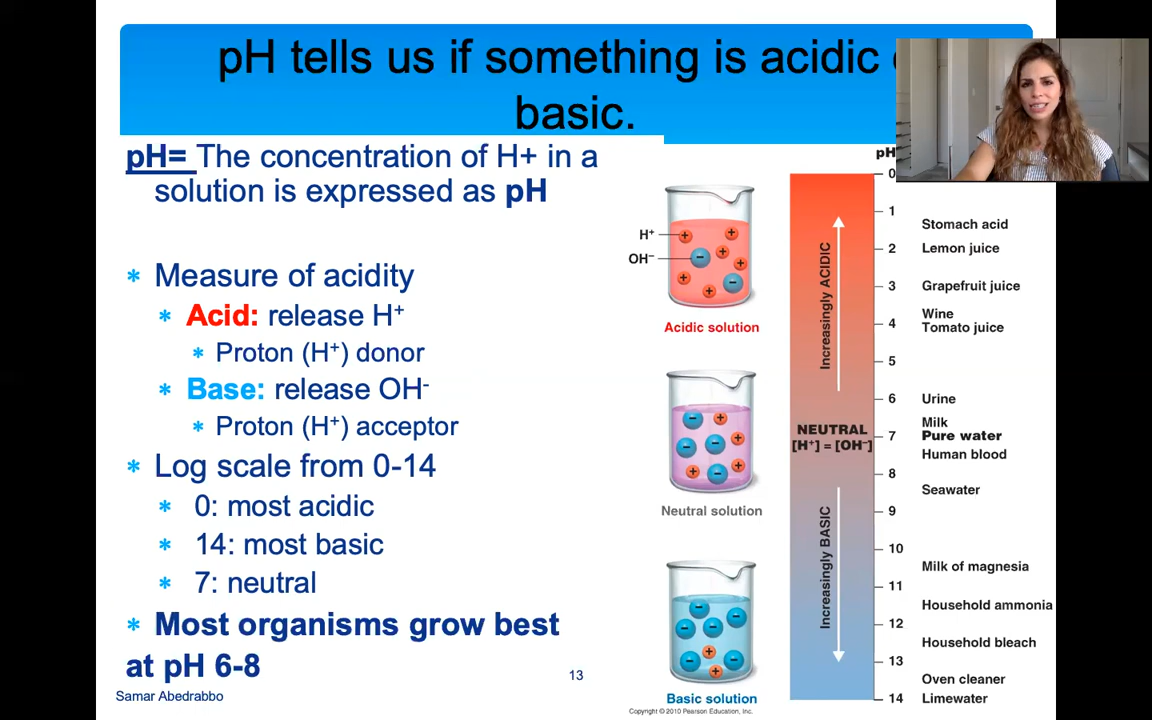 pH tells us if something is acidic
basic.
pH= The concentration of H+ in a
solution is expressed as pH
* Measure of acidity
* Acid: release H⁺
* Proton (H⁺) donor
* Base: release OH⁻
* Proton (H⁺) acceptor
* Log scale from 0-14
* 0: most acidic
* 14: most basic
* 7: neutral
* Most organisms grow best
at pH 6-8
Samar Abedrabbo
13
H⁺
OH⁻
Acidic solution
Neutral solution
Basic solution
Copyright © 2010 Pearson Education, Inc.
pH
0
1
Stomach acid
2 Lemon juice
3 Grapefruit juice
Wine
4 Tomato juice
5
6 Urine
Milk
7 Pure water
Human blood
8
Seawater
9
10
Milk of magnesia
11
Household ammonia
12
Household bleach
13
Oven cleaner
14 Limewater
Increasingly ACIDIC
NEUTRAL
[H⁺] = [OH⁻]
Increasingly BASIC